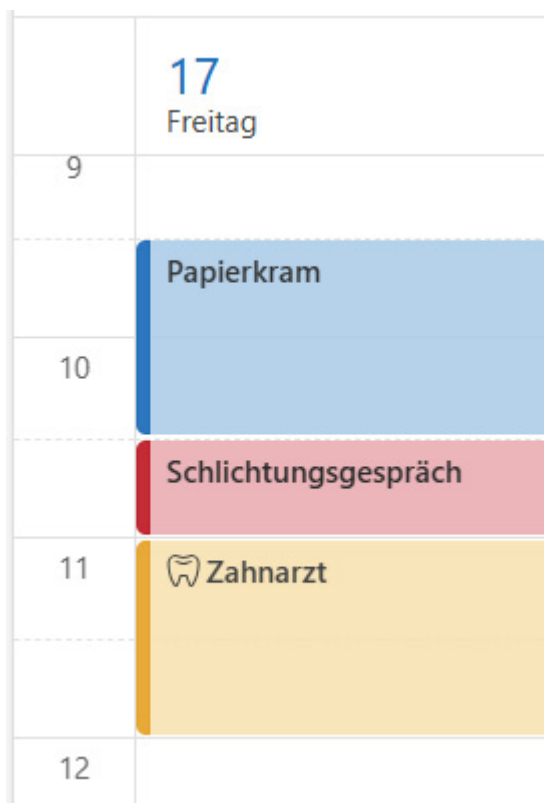 17
Freitag
9
Papierkram
10
Schlichtungsgespräch
11
Zahnarzt
12